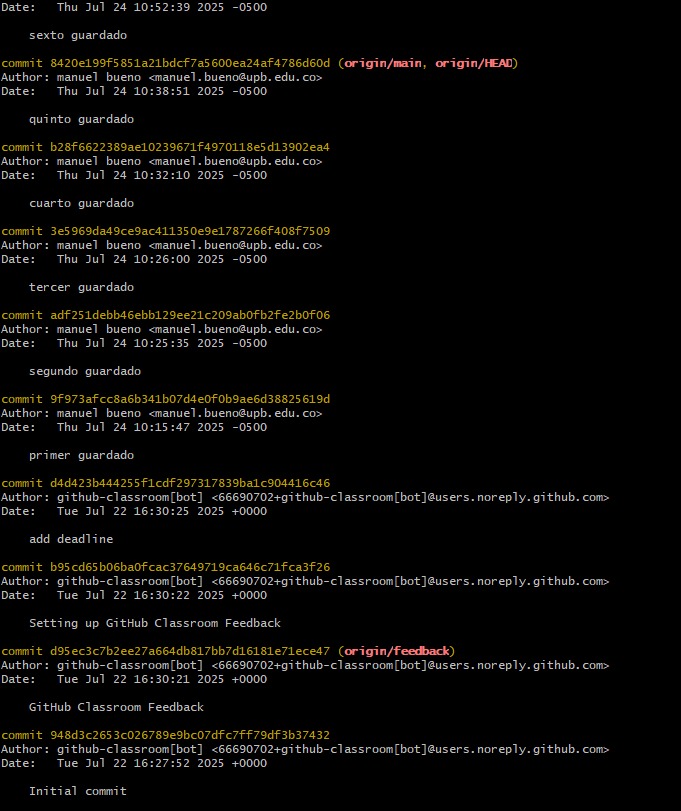 Date:   Thu Jul 24 10:52:39 2025 -0500
sexto guardado
commit 8420e199f5851a21bdcf7a5600ea24af4786d60d (origin/main, origin/HEAD)
Author: manuel bueno <manuel.bueno@upb.edu.co>
Date:   Thu Jul 24 10:38:51 2025 -0500
quinto guardado
commit b28f6622389ae10239671f4970118e5d13902ea4
Author: manuel bueno <manuel.bueno@upb.edu.co>
Date:   Thu Jul 24 10:32:10 2025 -0500
cuarto guardado
commit 3e5969da49ce9ac411350e9e1787266f408f7509
Author: manuel bueno <manuel.bueno@upb.edu.co>
Date:   Thu Jul 24 10:26:00 2025 -0500
tercer guardado
commit adf251debb46ebb129ee21c209ab0fb2fe2b0f06
Author: manuel bueno <manuel.bueno@upb.edu.co>
Date:   Thu Jul 24 10:25:35 2025 -0500
segundo guardado
commit 9f973afcc8a6b341b07d4e0f0b9ae6d38825619d
Author: manuel bueno <manuel.bueno@upb.edu.co>
Date:   Thu Jul 24 10:15:47 2025 -0500
primer guardado
commit d4d423b444255f1cdf297317839ba1c904416c46
Author: github-classroom[bot] <66690702+github-classroom[bot]@users.noreply.github.com>
Date:   Tue Jul 22 16:30:25 2025 +0000
add deadline
commit b95cd65b06ba0fcac37649719ca646c71fca3f26
Author: github-classroom[bot] <66690702+github-classroom[bot]@users.noreply.github.com>
Date:   Tue Jul 22 16:30:22 2025 +0000
Setting up GitHub Classroom Feedback
commit d95ec3c7b2ee27a664db817bb7d16181e71ece47 (origin/feedback)
Author: github-classroom[bot] <66690702+github-classroom[bot]@users.noreply.github.com>
Date:   Tue Jul 22 16:30:21 2025 +0000
GitHub Classroom Feedback
commit 948d3c2653c026789e9bc07dfc7ff79df3b37432
Author: github-classroom[bot] <66690702+github-classroom[bot]@users.noreply.github.com>
Date:   Tue Jul 22 16:27:52 2025 +0000
Initial commit